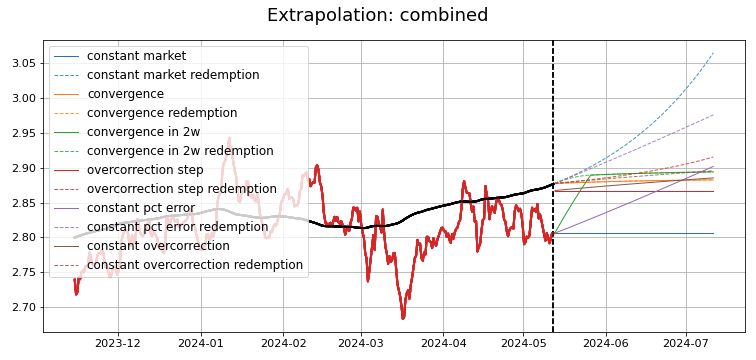 Extrapolation: combined
constant market
constant market redemption
convergence
convergence redemption
convergence in 2w
convergence in 2w redemption
overcorrection step
overcorrection step redemption
constant pct error
constant pct error redemption
constant overcorrection
constant overcorrection redemption
3.05
3.00
2.95
2.90
2.85
2.80
2.75
2.70
2023-12 2024-01 2024-02 2024-03 2024-04 2024-05 2024-06 2024-07